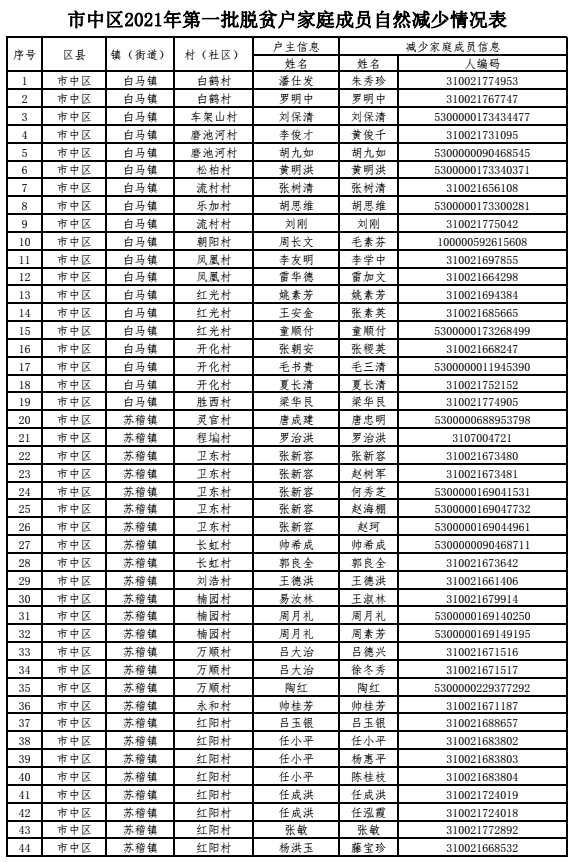 市中区2021年第一批脱贫户家庭成员自然减少情况表
序号 区县 镇（街道） 村（社区） 户主信息 减少家庭成员信息
姓名 姓名 人编码
1 市中区 白马镇 白鹤村 潘仕发 朱秀珍 310021774953
2 市中区 白马镇 白鹤村 罗明中 罗明中 310021767747
3 市中区 白马镇 车架山村 刘保清 刘保清 5300000173434477
4 市中区 白马镇 磨池河村 李俊才 黄俊千 310021731095
5 市中区 白马镇 磨池河村 胡九如 胡九如 5300000090468545
6 市中区 白马镇 松柏村 黄明洪 黄明洪 5300000173340371
7 市中区 白马镇 流村村 张树清 张树清 310021656108
8 市中区 白马镇 乐加村 胡思维 胡思维 5300000173300281
9 市中区 白马镇 流村村 刘刚 刘刚 310021775042
10 市中区 白马镇 朝阳村 周长文 毛素芬 100000592615608
11 市中区 白马镇 凤凰村 李友明 李学中 310021697855
12 市中区 白马镇 凤凰村 雷华德 雷加文 310021664298
13 市中区 白马镇 红光村 姚素芳 姚素芳 310021694384
14 市中区 白马镇 红光村 王安金 张素英 310021685665
15 市中区 白马镇 红光村 童顺付 童顺付 5300000173268499
16 市中区 白马镇 开化村 张朝安 张稷英 310021668247
17 市中区 白马镇 开化村 毛书贵 毛三清 5300000011945390
18 市中区 白马镇 开化村 夏长清 夏长清 310021752152
19 市中区 白马镇 胜西村 梁华艮 梁华艮 310021774905
20 市中区 苏稽镇 灵官村 唐成建 唐忠明 5300000688953798
21 市中区 苏稽镇 程塆村 罗治洪 罗治洪 3107004721
22 市中区 苏稽镇 卫东村 张新容 张新容 310021673480
23 市中区 苏稽镇 卫东村 张新容 赵树军 310021673481
24 市中区 苏稽镇 卫东村 张新容 何秀芝 5300000169041531
25 市中区 苏稽镇 卫东村 张新容 赵海棚 5300000169047732
26 市中区 苏稽镇 卫东村 张新容 赵珂 5300000169044961
27 市中区 苏稽镇 长虹村 帅希成 帅希成 5300000090468711
28 市中区 苏稽镇 长虹村 郭良全 郭良全 310021673642
29 市中区 苏稽镇 刘浩村 王德洪 王德洪 310021661406
30 市中区 苏稽镇 楠园村 易汝林 王淑林 310021679914
31 市中区 苏稽镇 楠园村 周月礼 周月礼 5300000169140250
32 市中区 苏稽镇 楠园村 周月礼 周素芳 5300000169149195
33 市中区 苏稽镇 万顺村 吕大治 吕德兴 310021671516
34 市中区 苏稽镇 万顺村 吕大治 徐冬秀 310021671517
35 市中区 苏稽镇 万顺村 陶红 陶红 5300000229377292
36 市中区 苏稽镇 永和村 帅桂芳 帅桂芳 310021671187
37 市中区 苏稽镇 红阳村 吕玉银 吕玉银 310021688657
38 市中区 苏稽镇 红阳村 任小平 任小平 310021683802
39 市中区 苏稽镇 红阳村 任小平 杨惠平 310021683803
40 市中区 苏稽镇 红阳村 任小平 陈桂枝 310021683804
41 市中区 苏稽镇 红阳村 任成洪 任成洪 310021724019
42 市中区 苏稽镇 红阳村 任成洪 任泓霞 310021724018
43 市中区 苏稽镇 红阳村 张敏 张敏 310021772892
44 市中区 苏稽镇 红阳村 杨洪玉 藤宝珍 310021668532